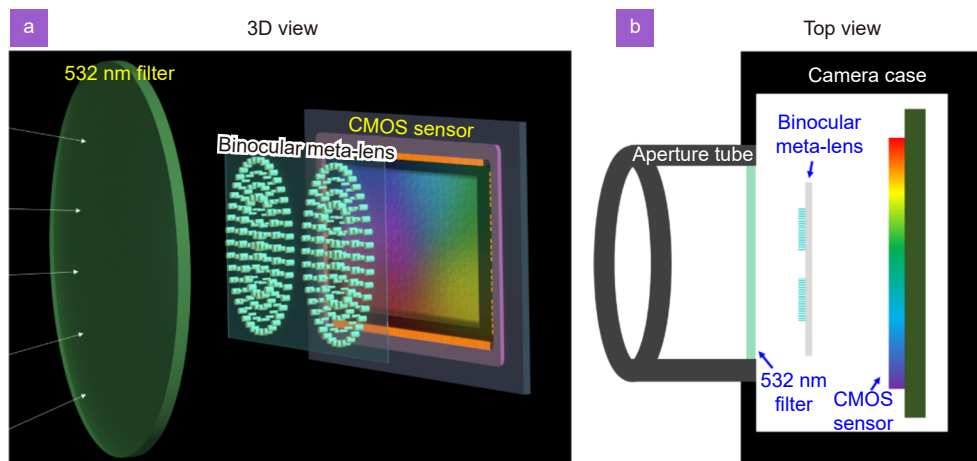 a
3D view
532 nm filter
CMOS sensor
Binocular meta-lens
b
Top view
Camera case
Binocular
meta-lens
Aperture tube
532 nm
filter
CMOS
sensor